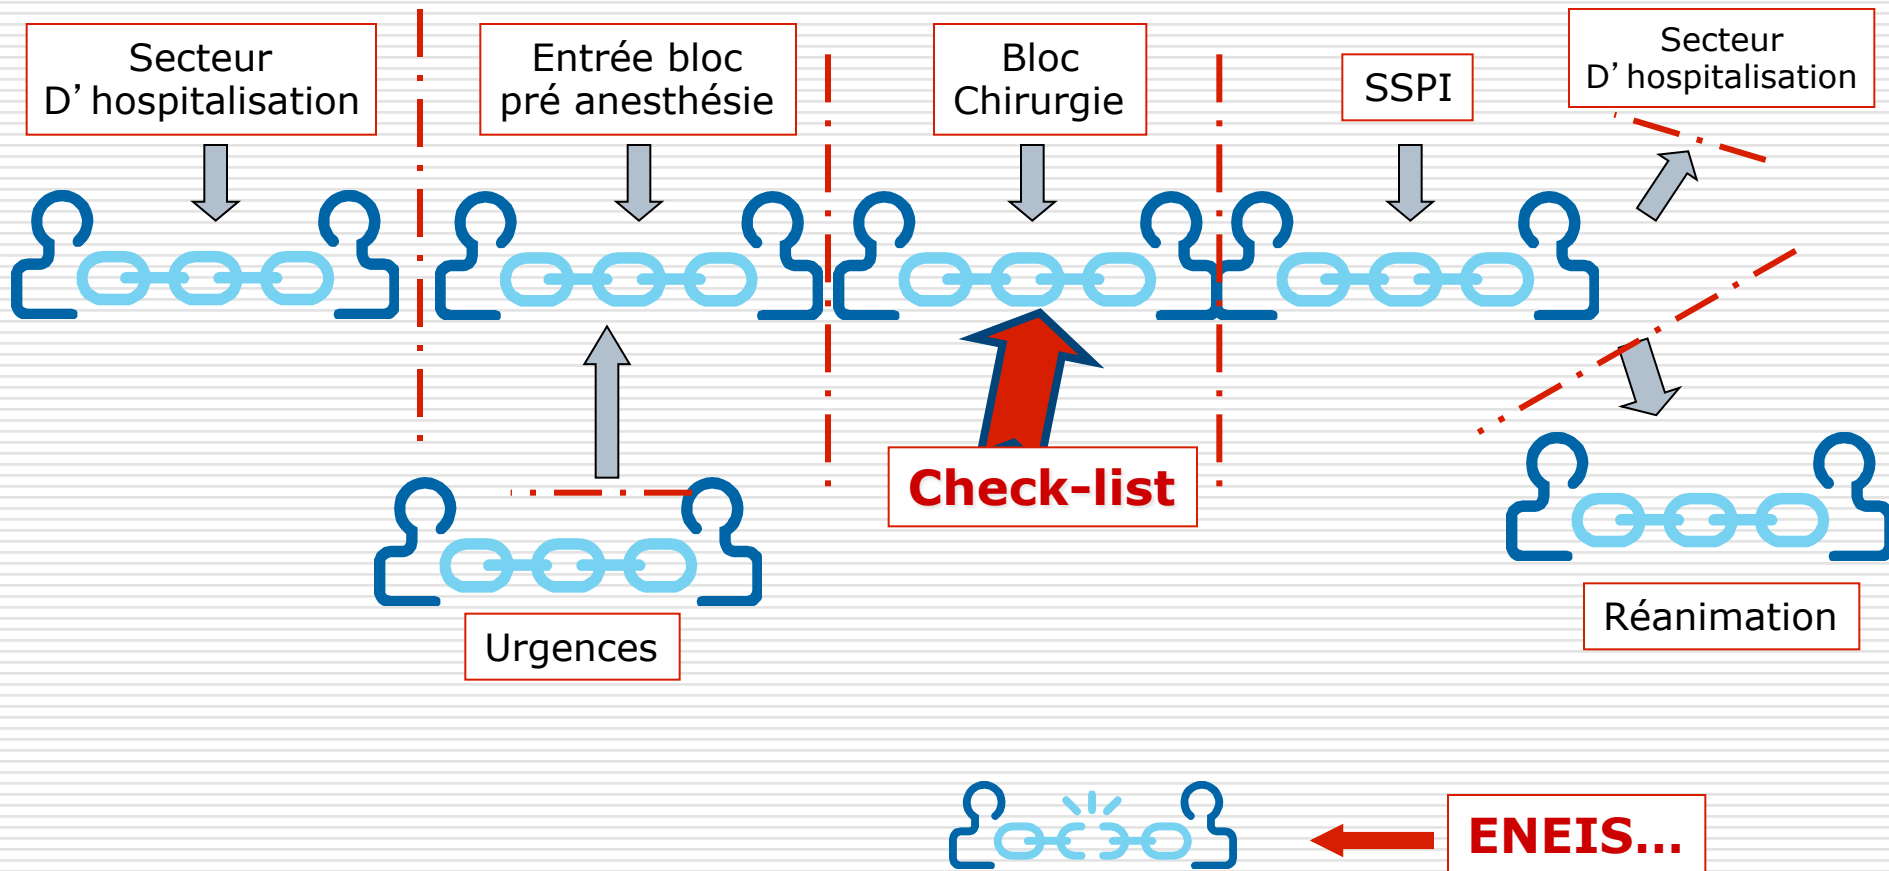 Secteur
D’hospitalisation
Entrée bloc
pré anesthésie
Bloc
Chirurgie
SSPI
Secteur
D’hospitalisation
Check-list
Urgences
Réanimation
ENEIS...